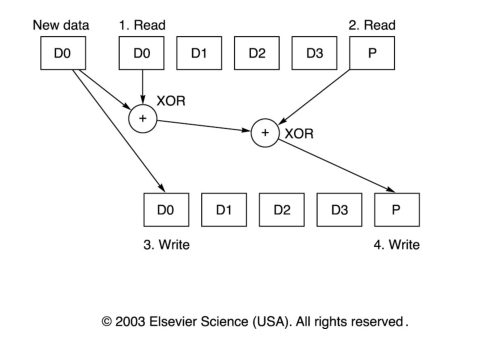 New data 1. Read 2. Read
D0 D0 D1 D2 D3 P
XOR
+
+ XOR
D0 D1 D2 D3 P
3. Write 4. Write
© 2003 Elsevier Science (USA). All rights reserved.